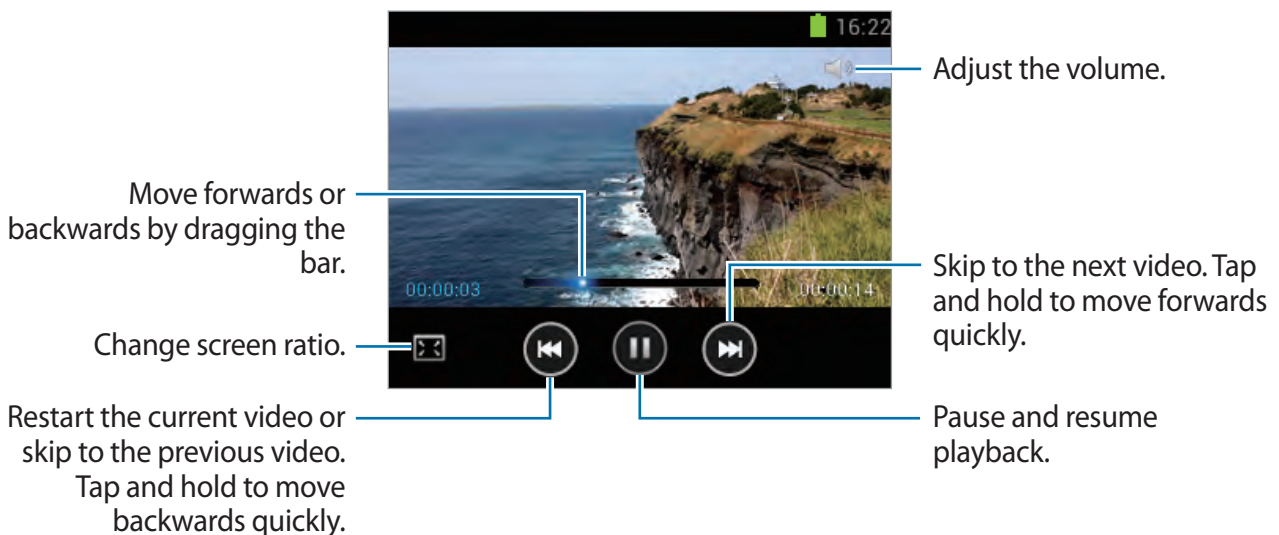 16:22
Adjust the volume.
Move forwards or
backwards by dragging the
bar.
00:00:03
00:00:14
Skip to the next video. Tap
and hold to move forwards
quickly.
Change screen ratio.
Restart the current video or
skip to the previous video.
Tap and hold to move
backwards quickly.
Pause and resume
playback.